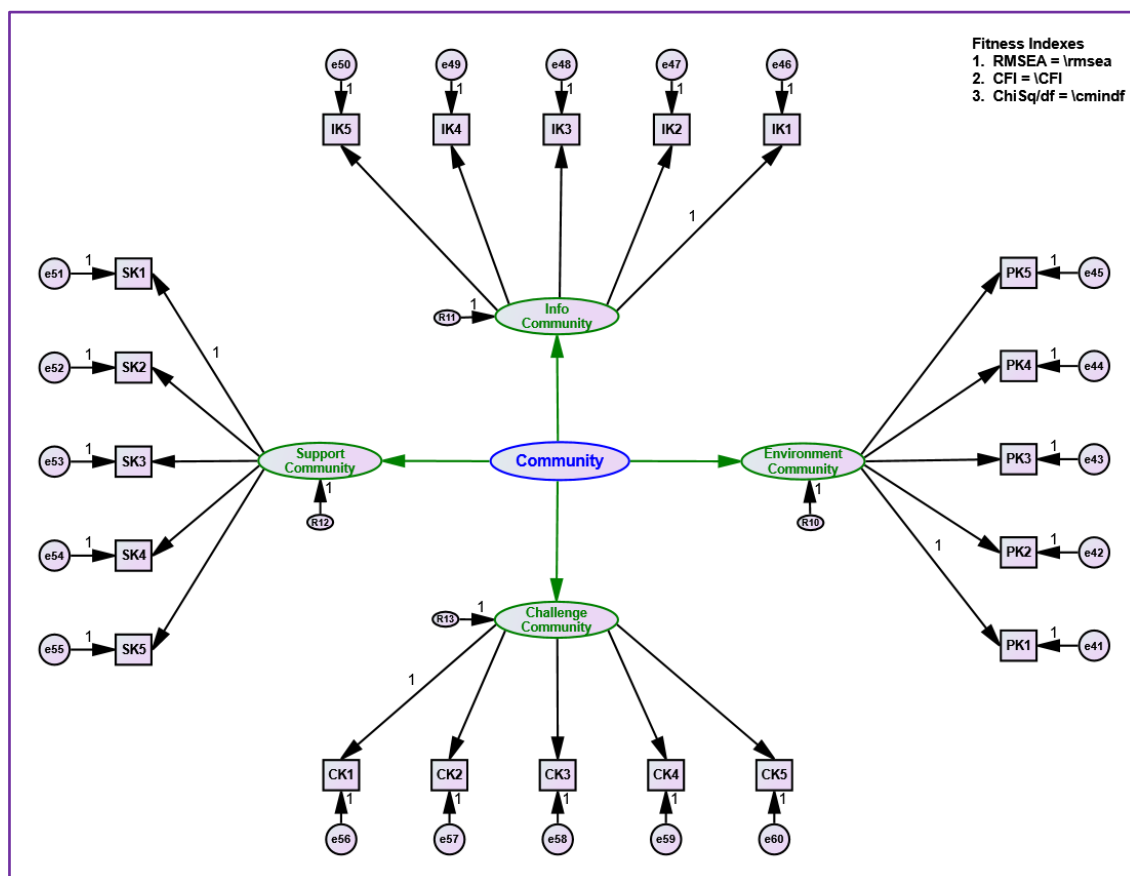 Fitness Indexes
1. RMSEA = \rmsea
2. CFI = \CFI
3. ChiSq/df = \cmindf
e50 e49 e48 e47 e46
1 1 1 1 1
IK5 IK4 IK3 IK2 IK1
1
R11 1
Info
Community
e51 1 SK1
1
e52 1 SK2
e53 1 SK3
e54 1 SK4
e55 1 SK5
Support
Community
1
R12
Community
Environment
Community
1
R10
PK5 1 e45
PK4 1 e44
PK3 1 e43
PK2 1 e42
1
PK1 1 e41
R13 1
Challenge
Community
1
CK1 CK2 CK3 CK4 CK5
1 1 1 1 1
e56 e57 e58 e59 e60